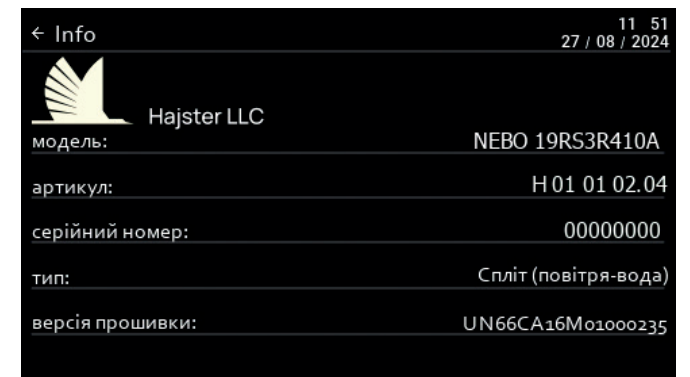 ← Info
11 51
27 / 08 / 2024
Hajster LLC
модель: NEBO 19RS3R410A
артикул: H 01 01 02.04
серійний номер: 00000000
тип: Спліт (повітря-вода)
версія прошивки: UN66CA16M01000235